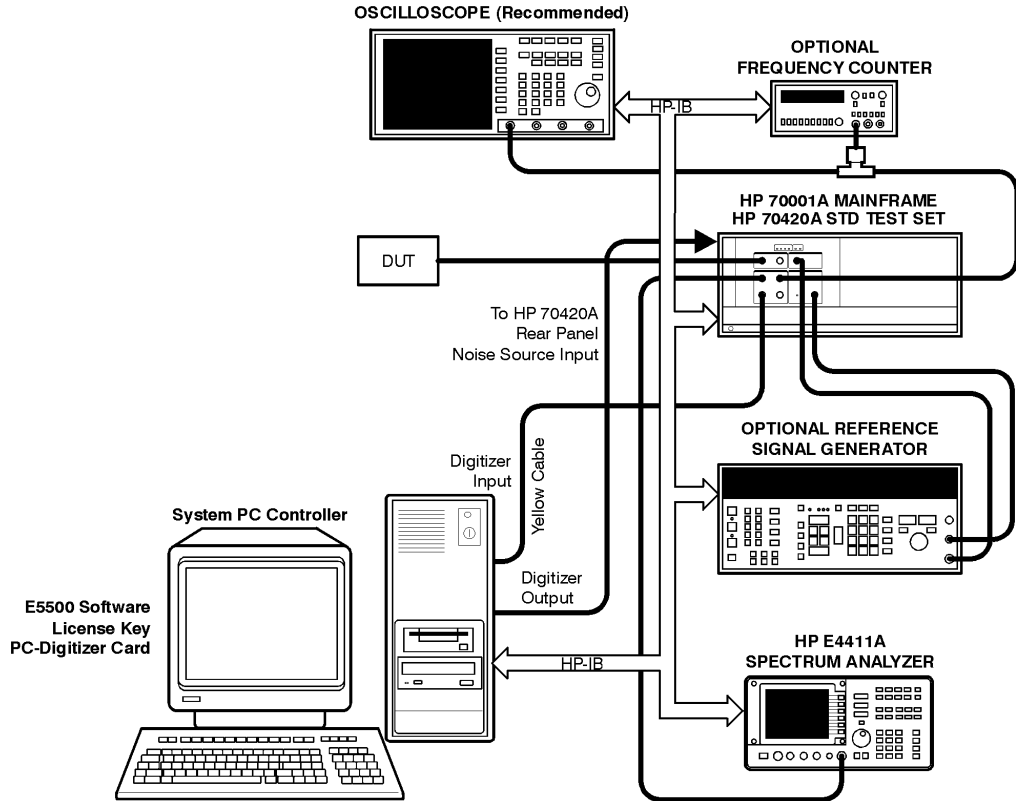 OSCILLOSCOPE (Recommended)
OPTIONAL
FREQUENCY COUNTER
HP-IB
HP 70001A MAINFRAME
HP 70420A STD TEST SET
DUT
To HP 70420A
Rear Panel
Noise Source Input
OPTIONAL REFERENCE
SIGNAL GENERATOR
Digitizer
Input
Yellow Cable
System PC Controller
Digitizer
Output
E5500 Software
License Key
PC-Digitizer Card
HP-IB
HP E4411A
SPECTRUM ANALYZER